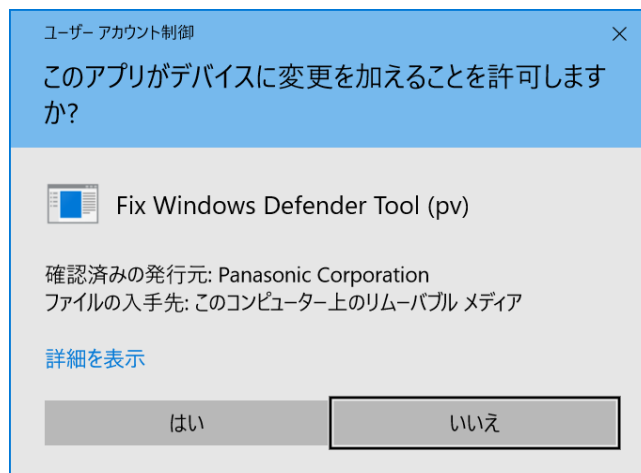 ユーザー アカウント制御
このアプリがデバイスに変更を加えることを許可します
か?
Fix Windows Defender Tool (pv)
確認済みの発行元: Panasonic Corporation
ファイルの入手先: このコンピューター上のリムーバブル メディア
詳細を表示
はい
いいえ